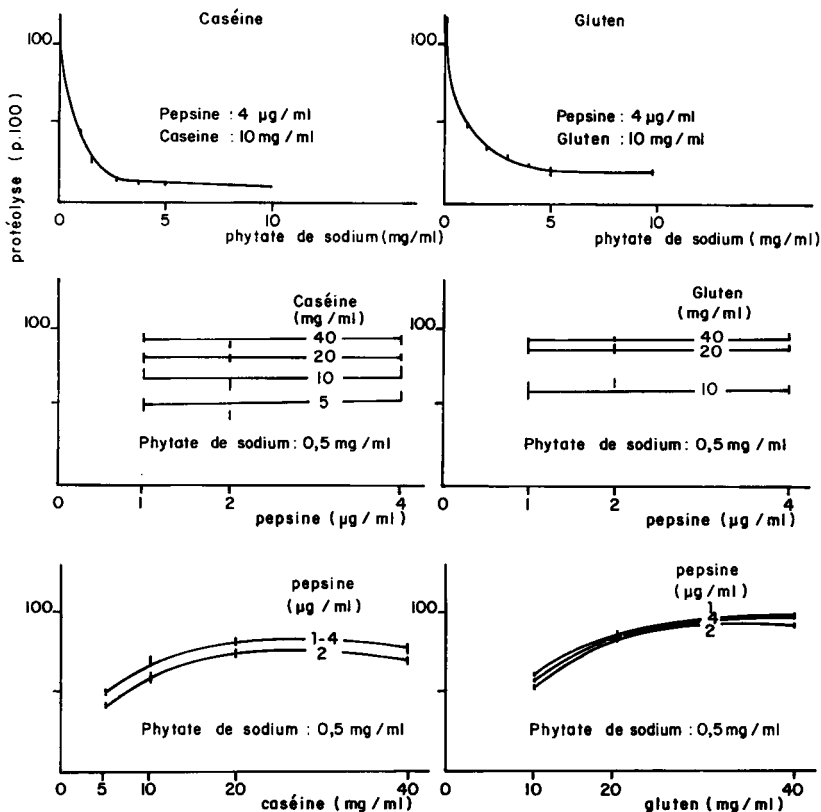 Caséine
Gluten
protéolyse (p.100)
100
100
Pepsine : 4 µg/ml
Caseine : 10 mg/ml
Pepsine : 4 µg/ml
Gluten : 10 mg/ml
0 5 10
0 5 10
phytate de sodium (mg/ml)
phytate de sodium (mg/ml)
Caséine
(mg/ml)
Gluten
(mg/ml)
100
100
40
20
10
5
40
20
10
Phytate de sodium : 0,5 mg/ml
Phytate de sodium : 0,5 mg/ml
0 1 2 4
0 1 2 4
pepsine (µg/ml)
pepsine (µg/ml)
pepsine
(µg/ml)
pepsine
(µg/ml)
100
100
1-4
2
1
4
2
Phytate de sodium : 0,5 mg/ml
Phytate de sodium : 0,5 mg/ml
0 5 10 20 40
0 10 20 40
caséine (mg/ml)
gluten (mg/ml)